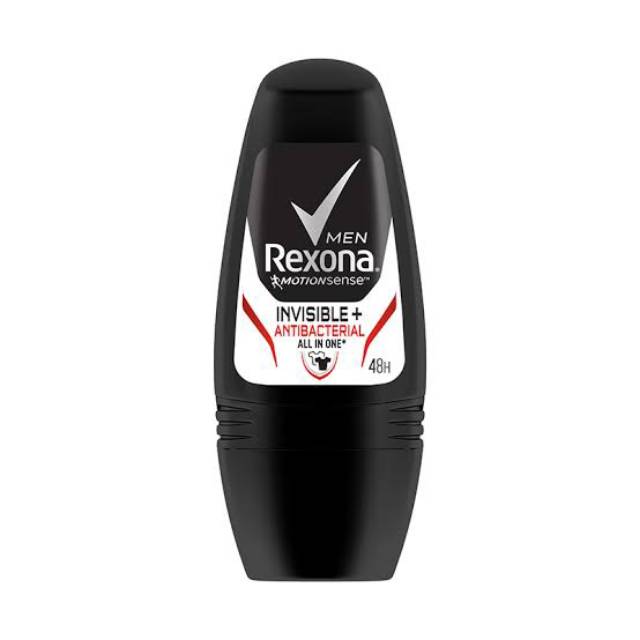 MEN
Rexona®
MOTIONSENSE™
INVISIBLE +
ANTIBACTERIAL
ALL IN ONE*
48H